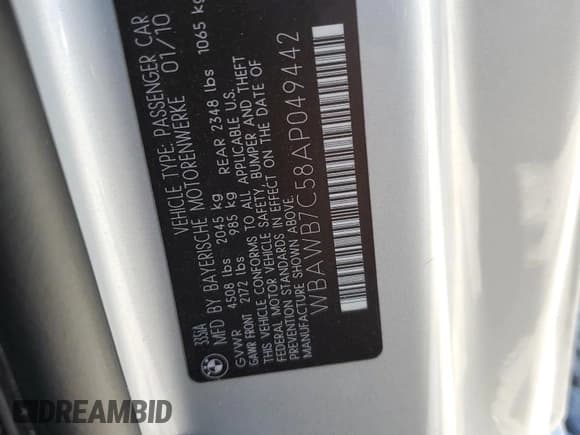 335iA
VEHICLE TYPE: PASSENGER CAR
MFD BY BAYERISCHE MOTORENWERKE 01/10
GVWR 4508 lbs 2045 kg
GAWR FRONT 2172 lbs 985 kg REAR 2348 lbs 1065 kg
THIS VEHICLE CONFORMS TO ALL APPLICABLE U.S.
FEDERAL MOTOR VEHICLE SAFETY, BUMPER AND THEFT
PREVENTION STANDARDS IN EFFECT ON THE DATE OF
MANUFACTURE SHOWN ABOVE.
WBAWB7C58AP049442
BMW
DREAMBID